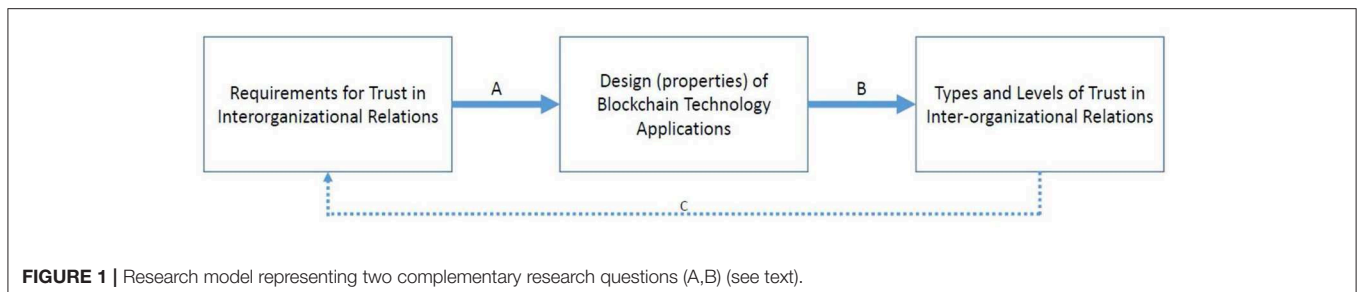 Requirements for Trust in
Interorganizational Relations
A
Design (properties) of
Blockchain Technology
Applications
B
Types and Levels of Trust in
Inter-organizational Relations
C
FIGURE 1 | Research model representing two complementary research questions (A,B) (see text).